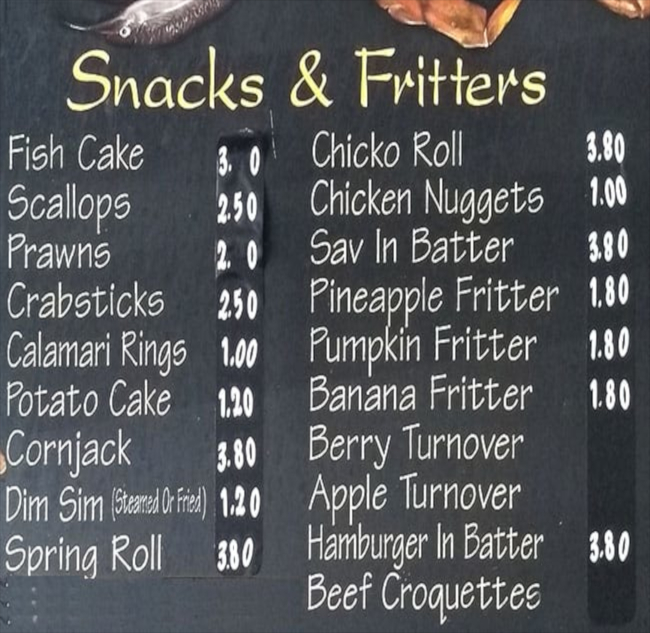 Snacks & Fritters
Fish Cake 3. 0
Scallops 2.50
Prawns 2. 0
Crabsticks 2.50
Calamari Rings 1.00
Potato Cake 1.20
Cornjack 3.80
Dim Sim (Steamed Or Fried) 1.20
Spring Roll 3.80
Chicko Roll 3.80
Chicken Nuggets 1.00
Sav In Batter 3.80
Pineapple Fritter 1.80
Pumpkin Fritter 1.80
Banana Fritter 1.80
Berry Turnover
Apple Turnover
Hamburger In Batter 3.80
Beef Croquettes